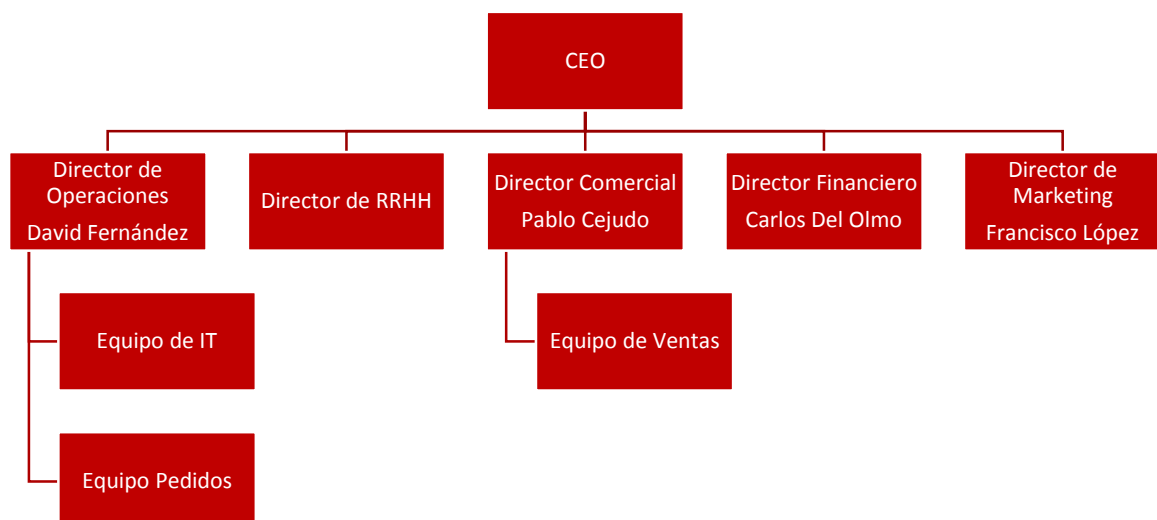 CEO
Director de
Operaciones
David Fernández
Director de RRHH
Director Comercial
Pablo Cejudo
Director Financiero
Carlos Del Olmo
Director de
Marketing
Francisco López
Equipo de IT
Equipo de Ventas
Equipo Pedidos